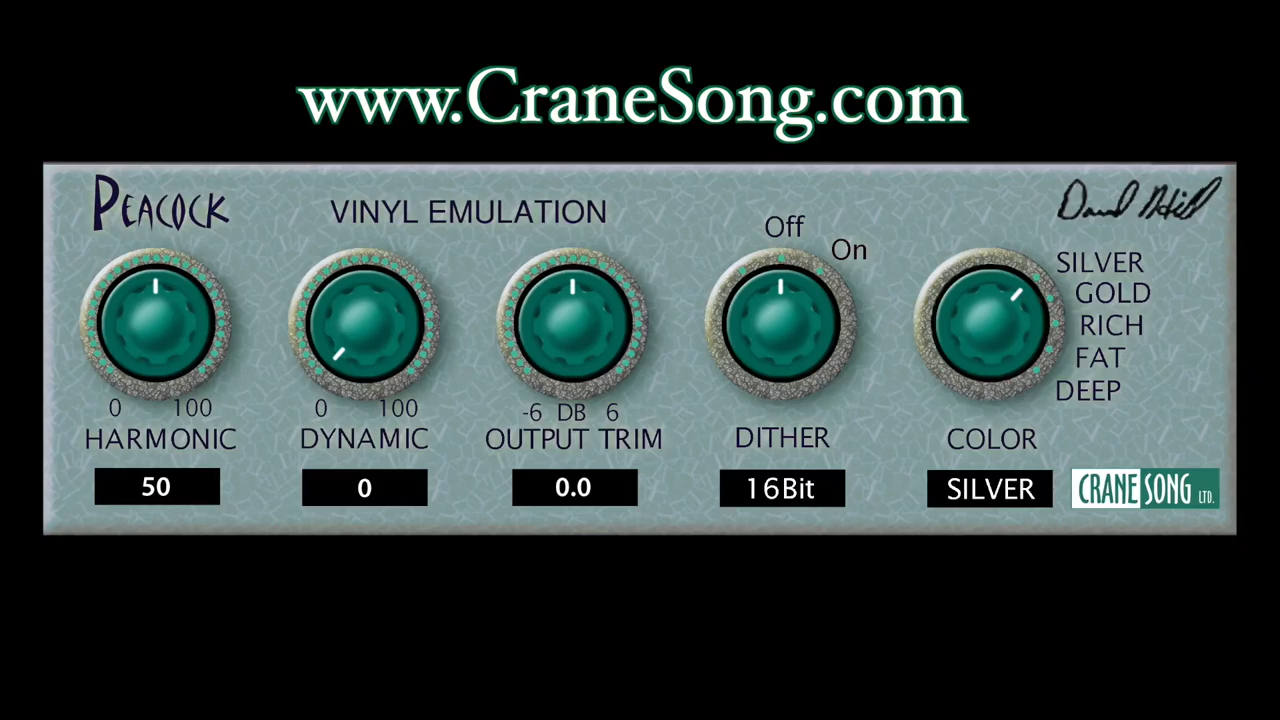 www.CraneSong.com
PEACOCK
VINYL EMULATION
Off
On
SILVER
GOLD
RICH
FAT
DEEP
0 100
0 100
-6 DB 6
HARMONIC
DYNAMIC
OUTPUT TRIM
DITHER
COLOR
50
0
0.0
16Bit
SILVER
CRANE SONG LTD.